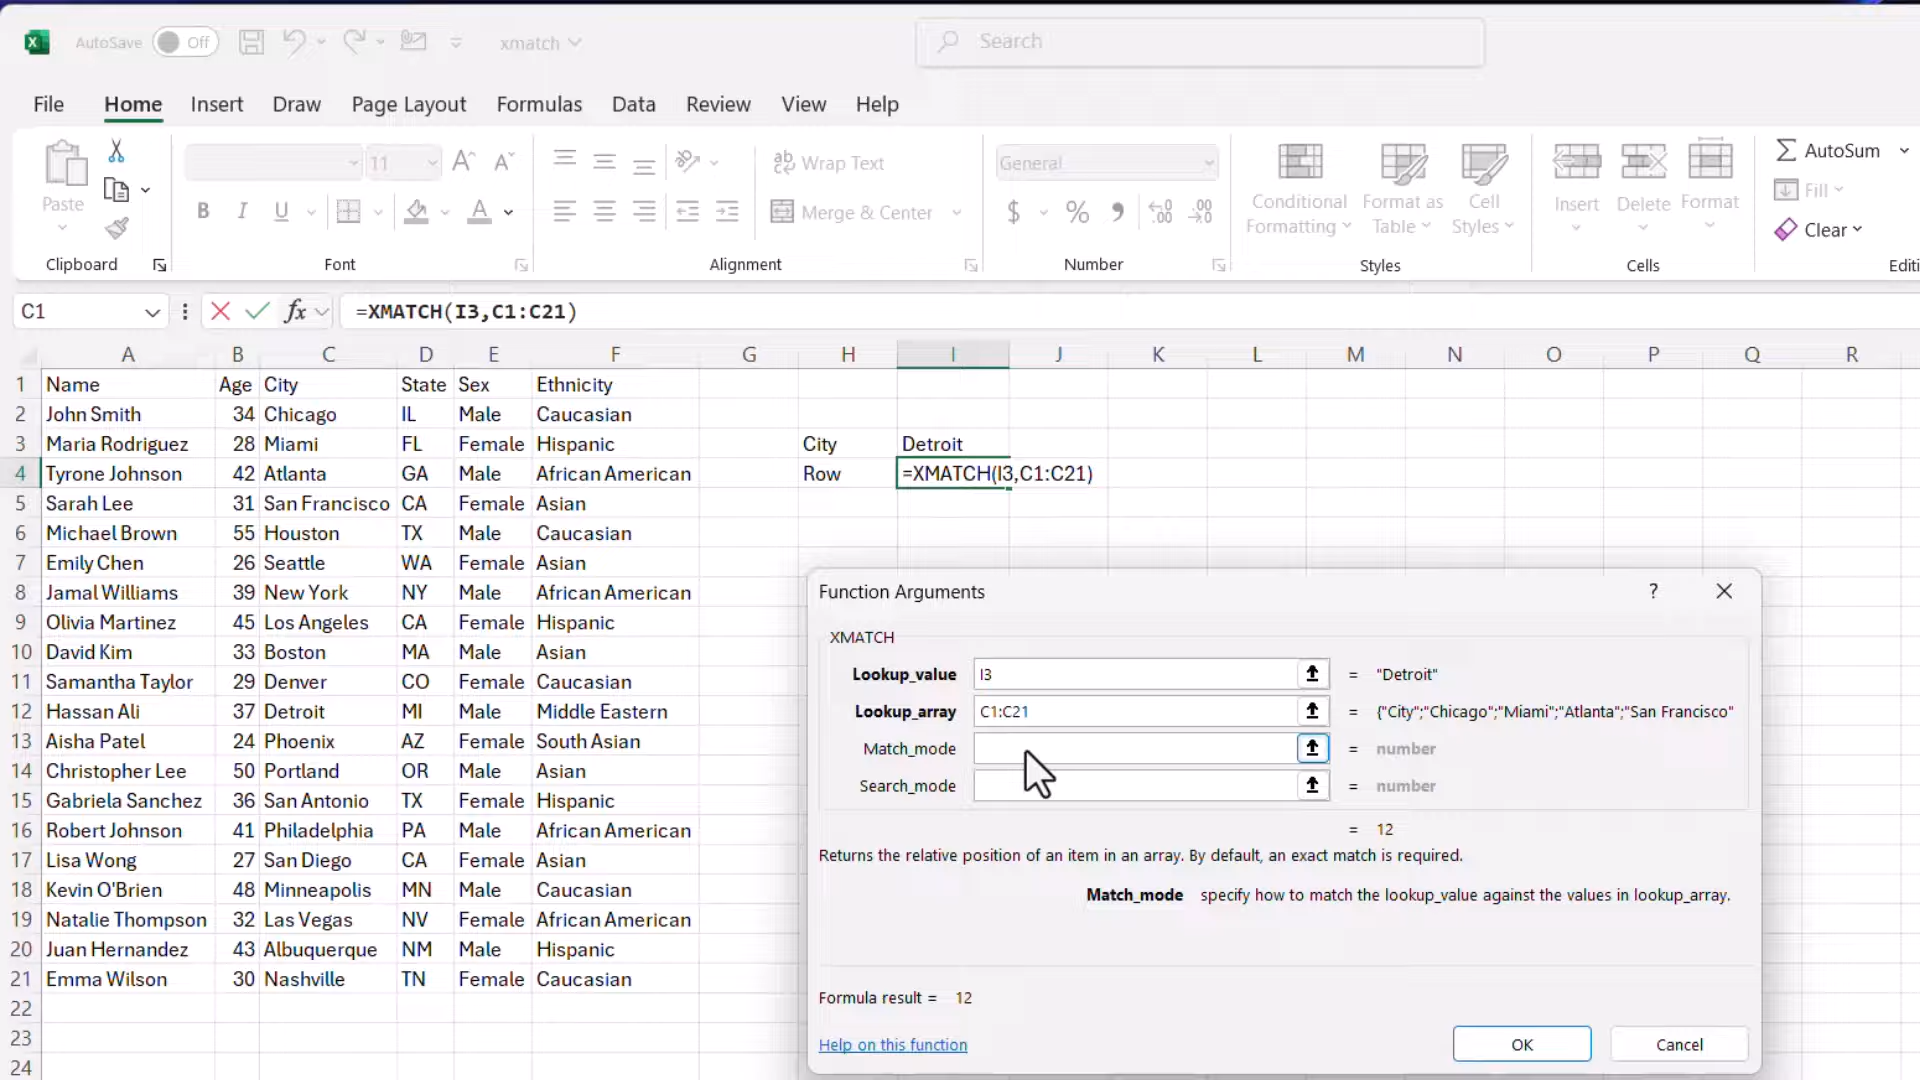 AutoSave Off xmatch Search
File Home Insert Draw Page Layout Formulas Data Review View Help
Paste 11 A^ A˅ ab Wrap Text General Conditional Formatting Format as Table Cell Styles Insert Delete Format AutoSum
B I U A Merge & Center $ % 9 .00 Fill
Clear
Clipboard Font Alignment Number Styles Cells Editi
C1 fx =XMATCH(I3,C1:C21)
A B C D E F G H I J K L M N O P Q R
1 Name Age City State Sex Ethnicity
2 John Smith 34 Chicago IL Male Caucasian
3 Maria Rodriguez 28 Miami FL Female Hispanic City Detroit
4 Tyrone Johnson 42 Atlanta GA Male African American Row =XMATCH(I3,C1:C21)
5 Sarah Lee 31 San Francisco CA Female Asian
6 Michael Brown 55 Houston TX Male Caucasian
7 Emily Chen 26 Seattle WA Female Asian
8 Jamal Williams 39 New York NY Male African American
9 Olivia Martinez 45 Los Angeles CA Female Hispanic
10 David Kim 33 Boston MA Male Asian
11 Samantha Taylor 29 Denver CO Female Caucasian
12 Hassan Ali 37 Detroit MI Male Middle Eastern
13 Aisha Patel 24 Phoenix AZ Female South Asian
14 Christopher Lee 50 Portland OR Male Asian
15 Gabriela Sanchez 36 San Antonio TX Female Hispanic
16 Robert Johnson 41 Philadelphia PA Male African American
17 Lisa Wong 27 San Diego CA Female Asian
18 Kevin O'Brien 48 Minneapolis MN Male Caucasian
19 Natalie Thompson 32 Las Vegas NV Female African American
20 Juan Hernandez 43 Albuquerque NM Male Hispanic
21 Emma Wilson 30 Nashville TN Female Caucasian
22
23
24
Function Arguments ?
XMATCH
Lookup_value I3 = "Detroit"
Lookup_array C1:C21 = {"City";"Chicago";"Miami";"Atlanta";"San Francisco"
Match_mode = number
Search_mode = number
= 12
Returns the relative position of an item in an array. By default, an exact match is required.
Match_mode specify how to match the lookup_value against the values in lookup_array.
Formula result = 12
Help on this function OK Cancel